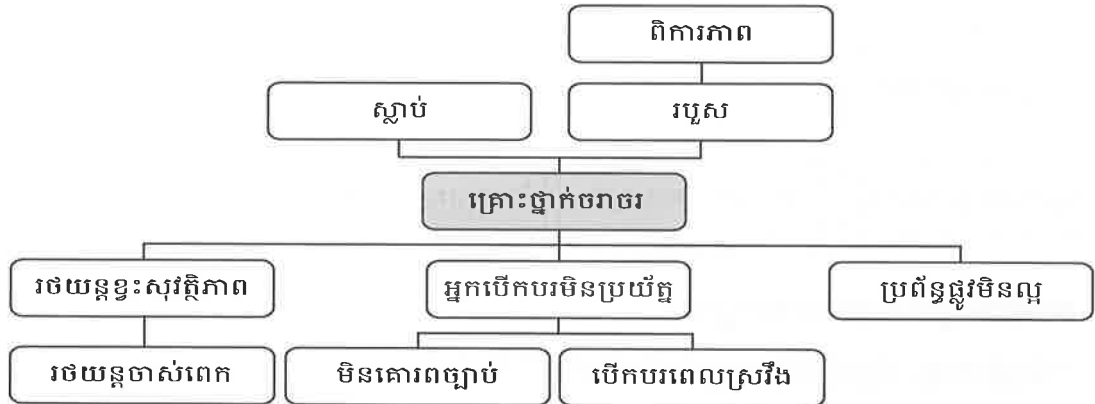 ពិការភាព
ស្លាប់
របួស
គ្រោះថ្នាក់ចរាចរ
រថយន្តខ្វះសុវត្ថិភាព
អ្នកបើកបរមិនប្រយ័ត្ន
ប្រព័ន្ធផ្លូវមិនល្អ
រថយន្តចាស់ពេក
មិនគោរពច្បាប់
បើកបរពេលស្រវឹង